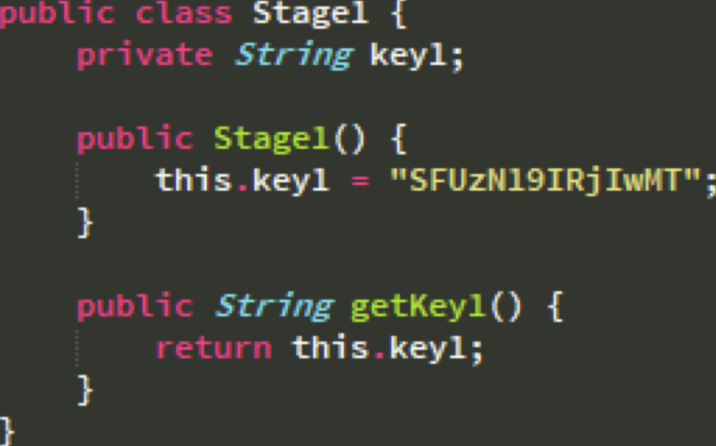 public class Stage1 {
    private String key1;
    public Stage1() {
        this.key1 = "SFUzN19IRjIwMT";
    }
    public String getKey1() {
        return this.key1;
    }
}